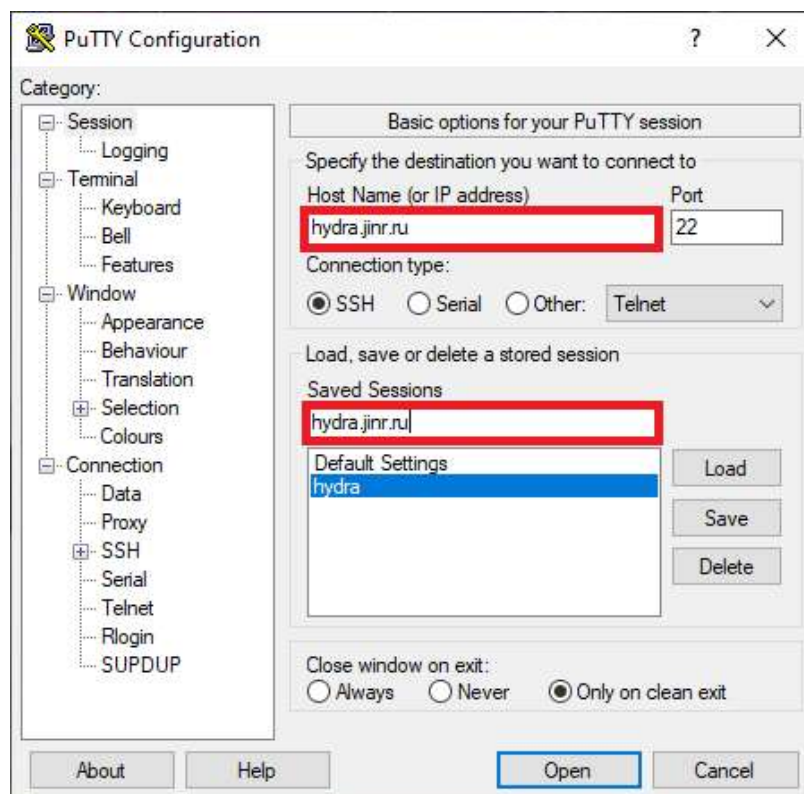 PuTTY Configuration
?
Category:
Session
Logging
Terminal
Keyboard
Bell
Features
Window
Appearance
Behaviour
Translation
Selection
Colours
Connection
Data
Proxy
SSH
Serial
Telnet
Rlogin
SUPDUP
Basic options for your PuTTY session
Specify the destination you want to connect to
Host Name (or IP address) Port
hydra.jinr.ru 22
Connection type:
SSH Serial Other: Telnet
Load, save or delete a stored session
Saved Sessions
hydra.jinr.ru
Default Settings
hydra
Load
Save
Delete
Close window on exit:
Always Never Only on clean exit
About Help Open Cancel